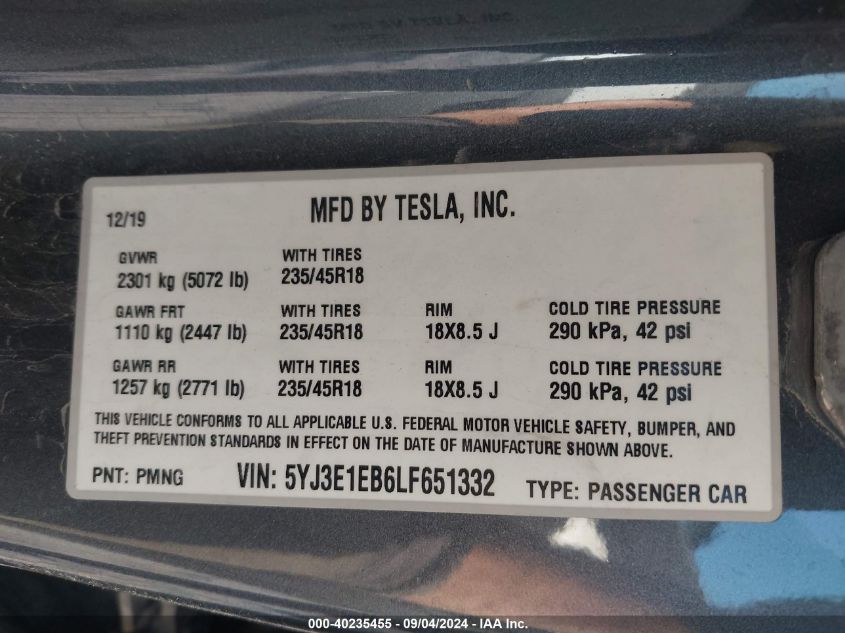 12/19 MFD BY TESLA, INC.
GVWR WITH TIRES
2301 kg (5072 lb) 235/45R18
GAWR FRT WITH TIRES RIM COLD TIRE PRESSURE
1110 kg (2447 lb) 235/45R18 18X8.5 J 290 kPa, 42 psi
GAWR RR WITH TIRES RIM COLD TIRE PRESSURE
1257 kg (2771 lb) 235/45R18 18X8.5 J 290 kPa, 42 psi
THIS VEHICLE CONFORMS TO ALL APPLICABLE U.S. FEDERAL MOTOR VEHICLE SAFETY, BUMPER, AND
THEFT PREVENTION STANDARDS IN EFFECT ON THE DATE OF MANUFACTURE SHOWN ABOVE.
PNT: PMNG VIN: 5YJ3E1EB6LF651332 TYPE: PASSENGER CAR
000-40235455 - 09/04/2024 - IAA Inc.